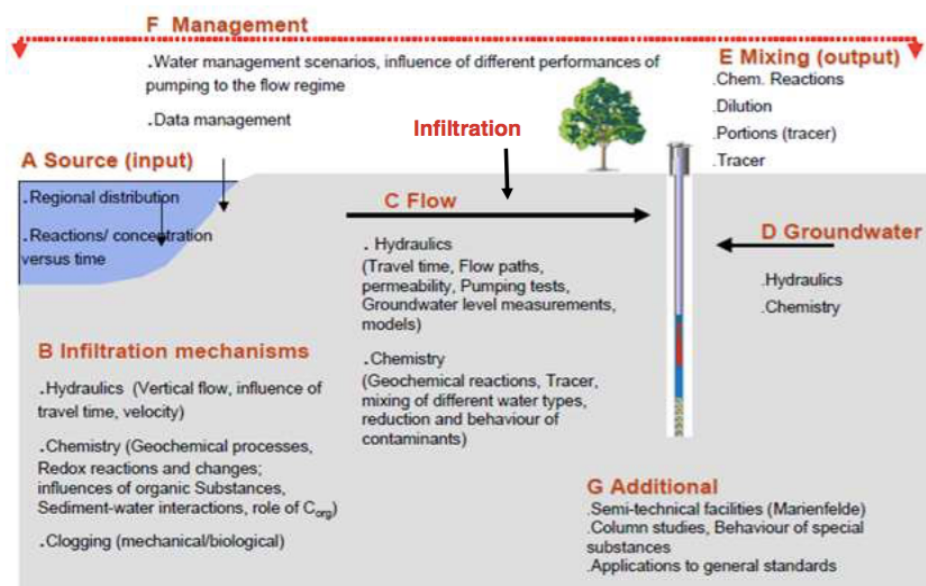 F Management
.Water management scenarios, influence of different performances of
pumping to the flow regime
.Data management
E Mixing (output)
.Chem. Reactions
.Dilution
.Portions (tracer)
.Tracer
Infiltration
A Source (input)
.Regional distribution
.Reactions/ concentration
versus time
C Flow
. Hydraulics
(Travel time, Flow paths,
permeability, Pumping tests,
Groundwater level measurements,
models)
.Chemistry
(Geochemical reactions, Tracer,
mixing of different water types,
reduction and behaviour of
contaminants)
D Groundwater
.Hydraulics
.Chemistry
B Infiltration mechanisms
.Hydraulics (Vertical flow, influence of
travel time, velocity)
.Chemistry (Geochemical processes,
Redox reactions and changes;
influences of organic Substances,
Sediment-water interactions, role of Corg)
.Clogging (mechanical/biological)
G Additional
.Semi-technical facilities (Marienfelde)
.Column studies, Behaviour of special
substances
.Applications to general standards